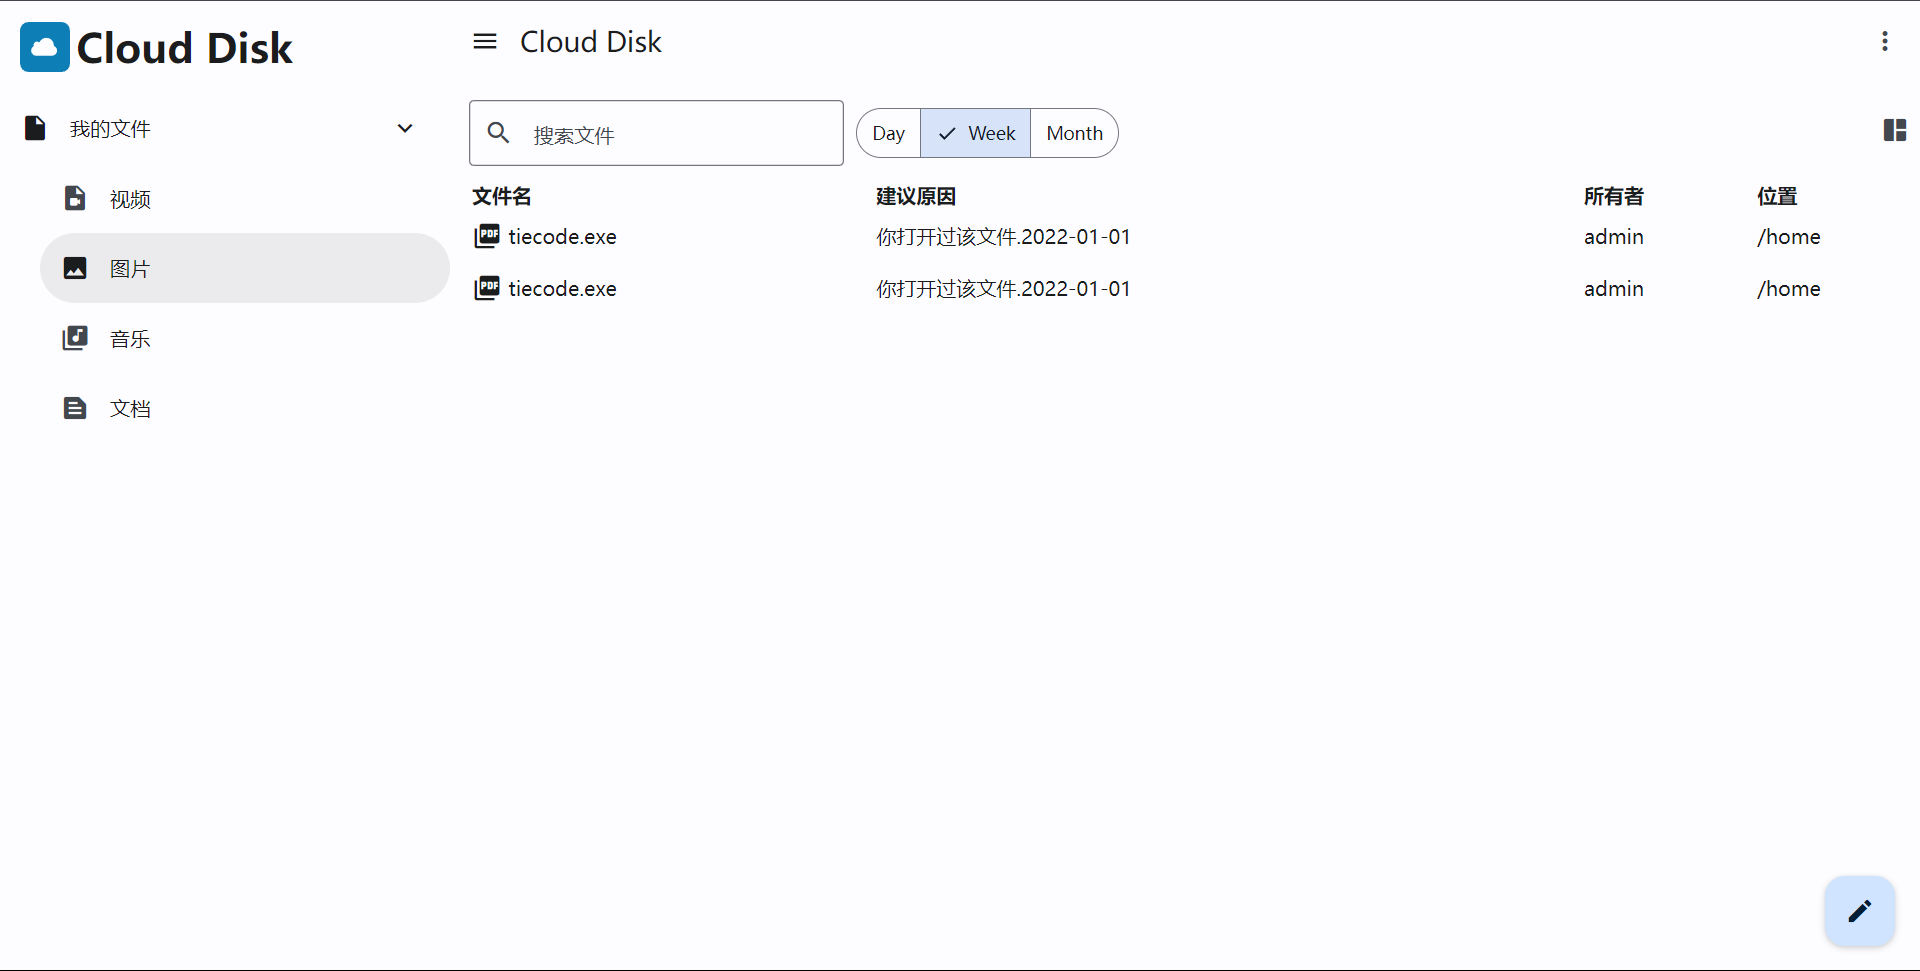 Cloud Disk
我的文件
视频
图片
音乐
文档
Cloud Disk
搜索文件
Day Week Month
文件名 建议原因 所有者 位置
PDF tiecode.exe 你打开过该文件.2022-01-01 admin /home
PDF tiecode.exe 你打开过该文件.2022-01-01 admin /home